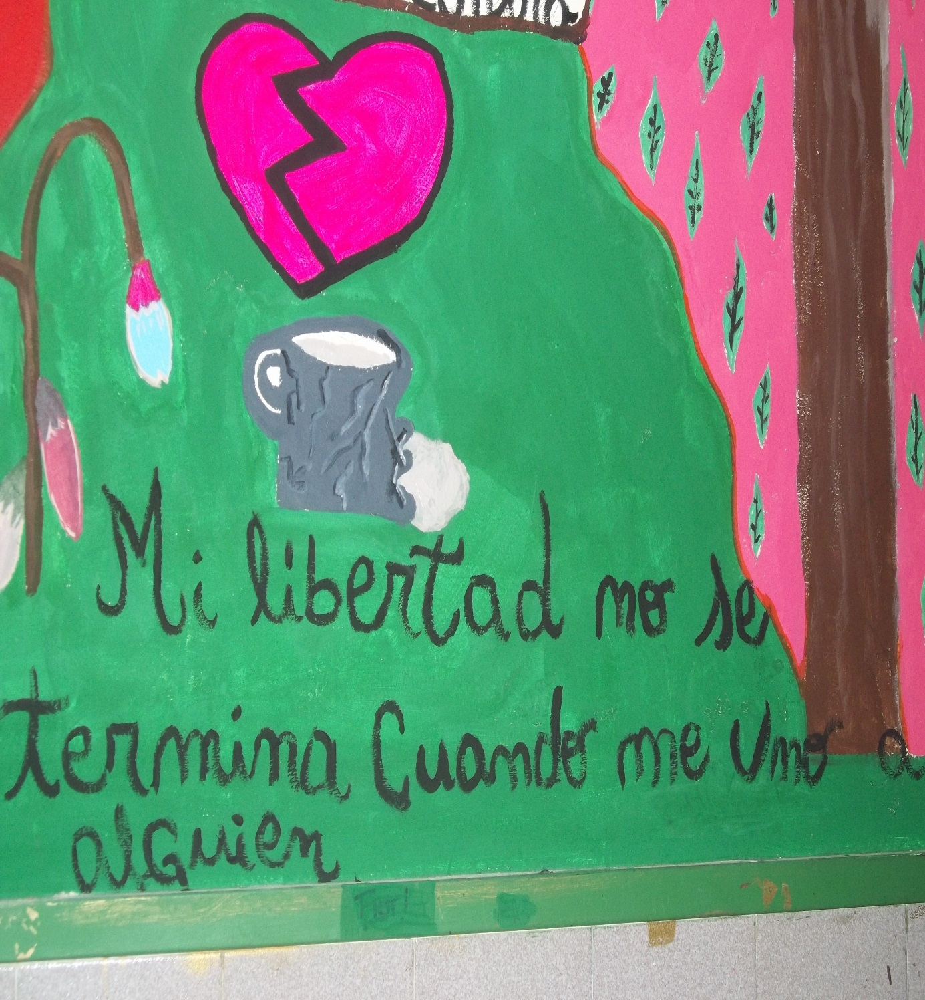 Mi libertad no se
termina Cuando me Uno a
alGuien